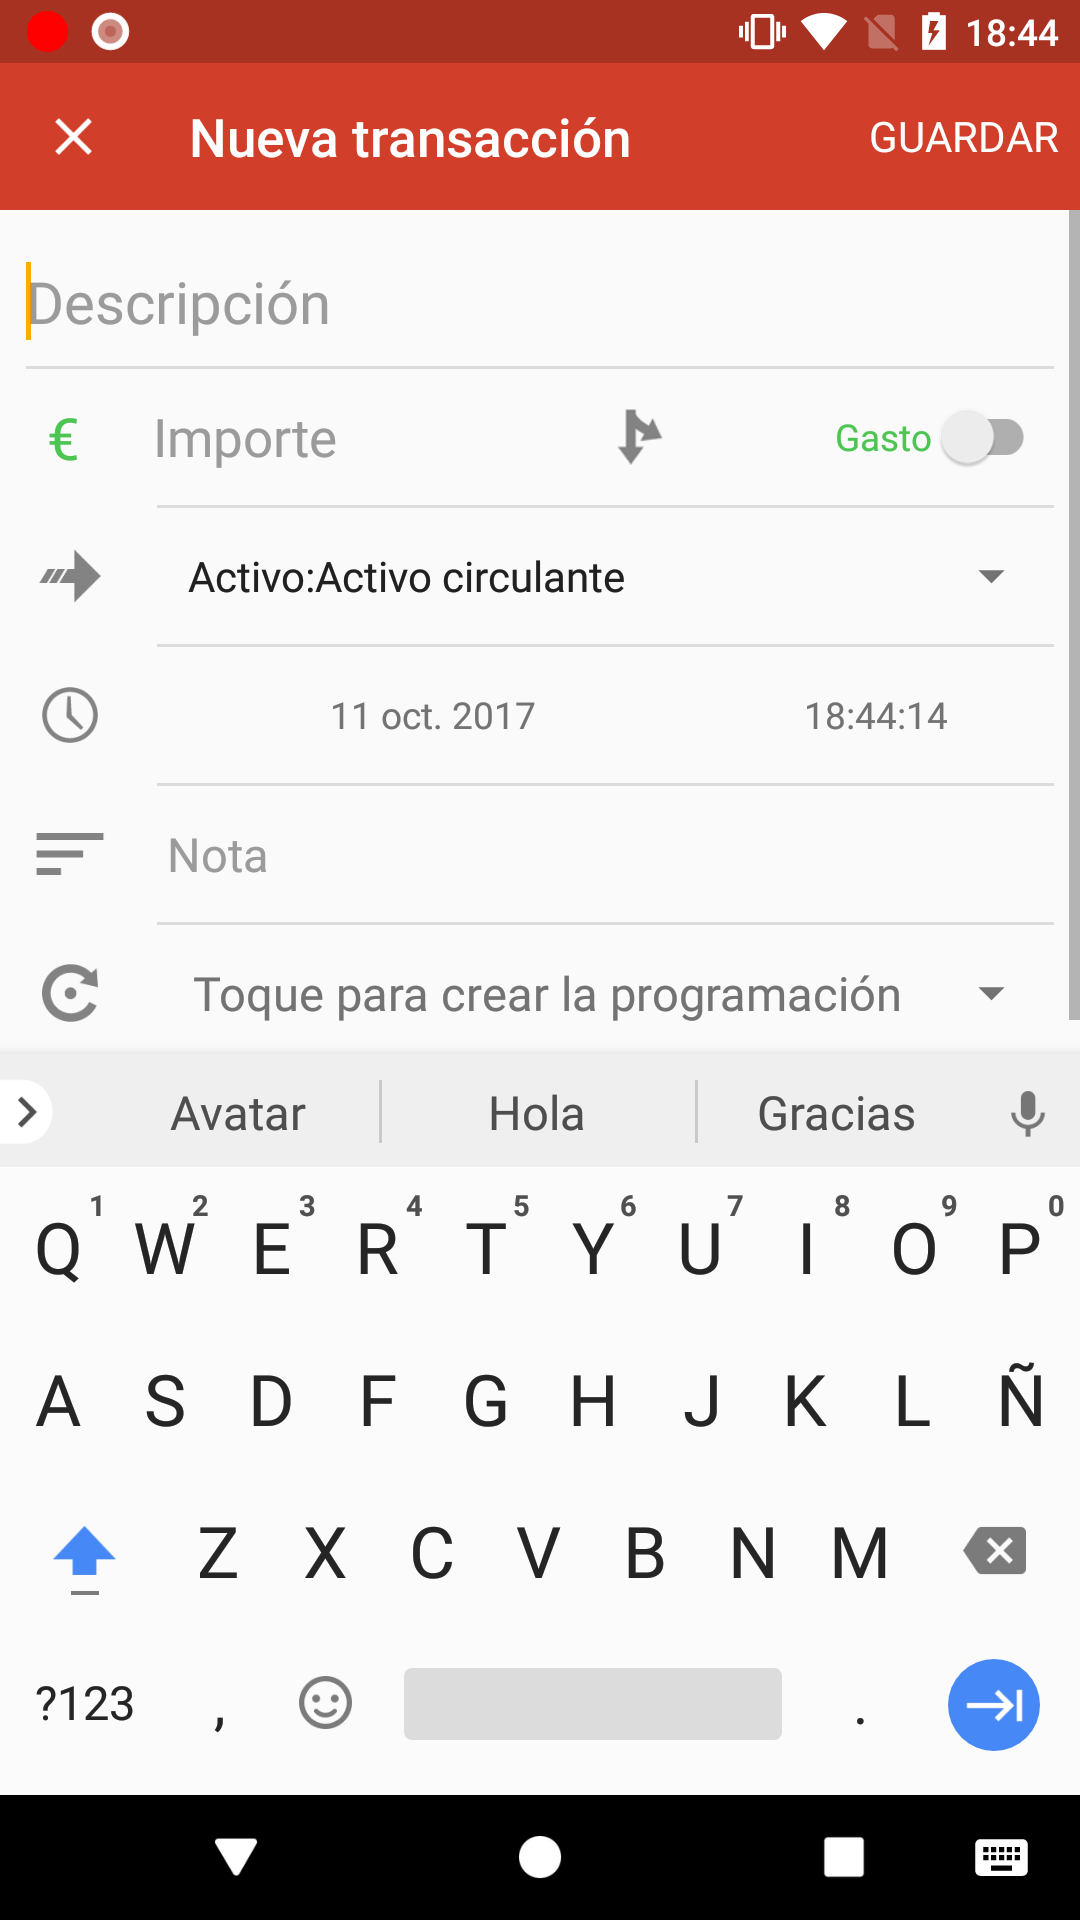 18:44
Nueva transacción GUARDAR
Descripción
€ Importe Gasto
Activo:Activo circulante
11 oct. 2017 18:44:14
Nota
Toque para crear la programación
Avatar Hola Gracias
1 2 3 4 5 6 7 8 9 0
Q W E R T Y U I O P
A S D F G H J K L Ñ
Z X C V B N M
?123 , .